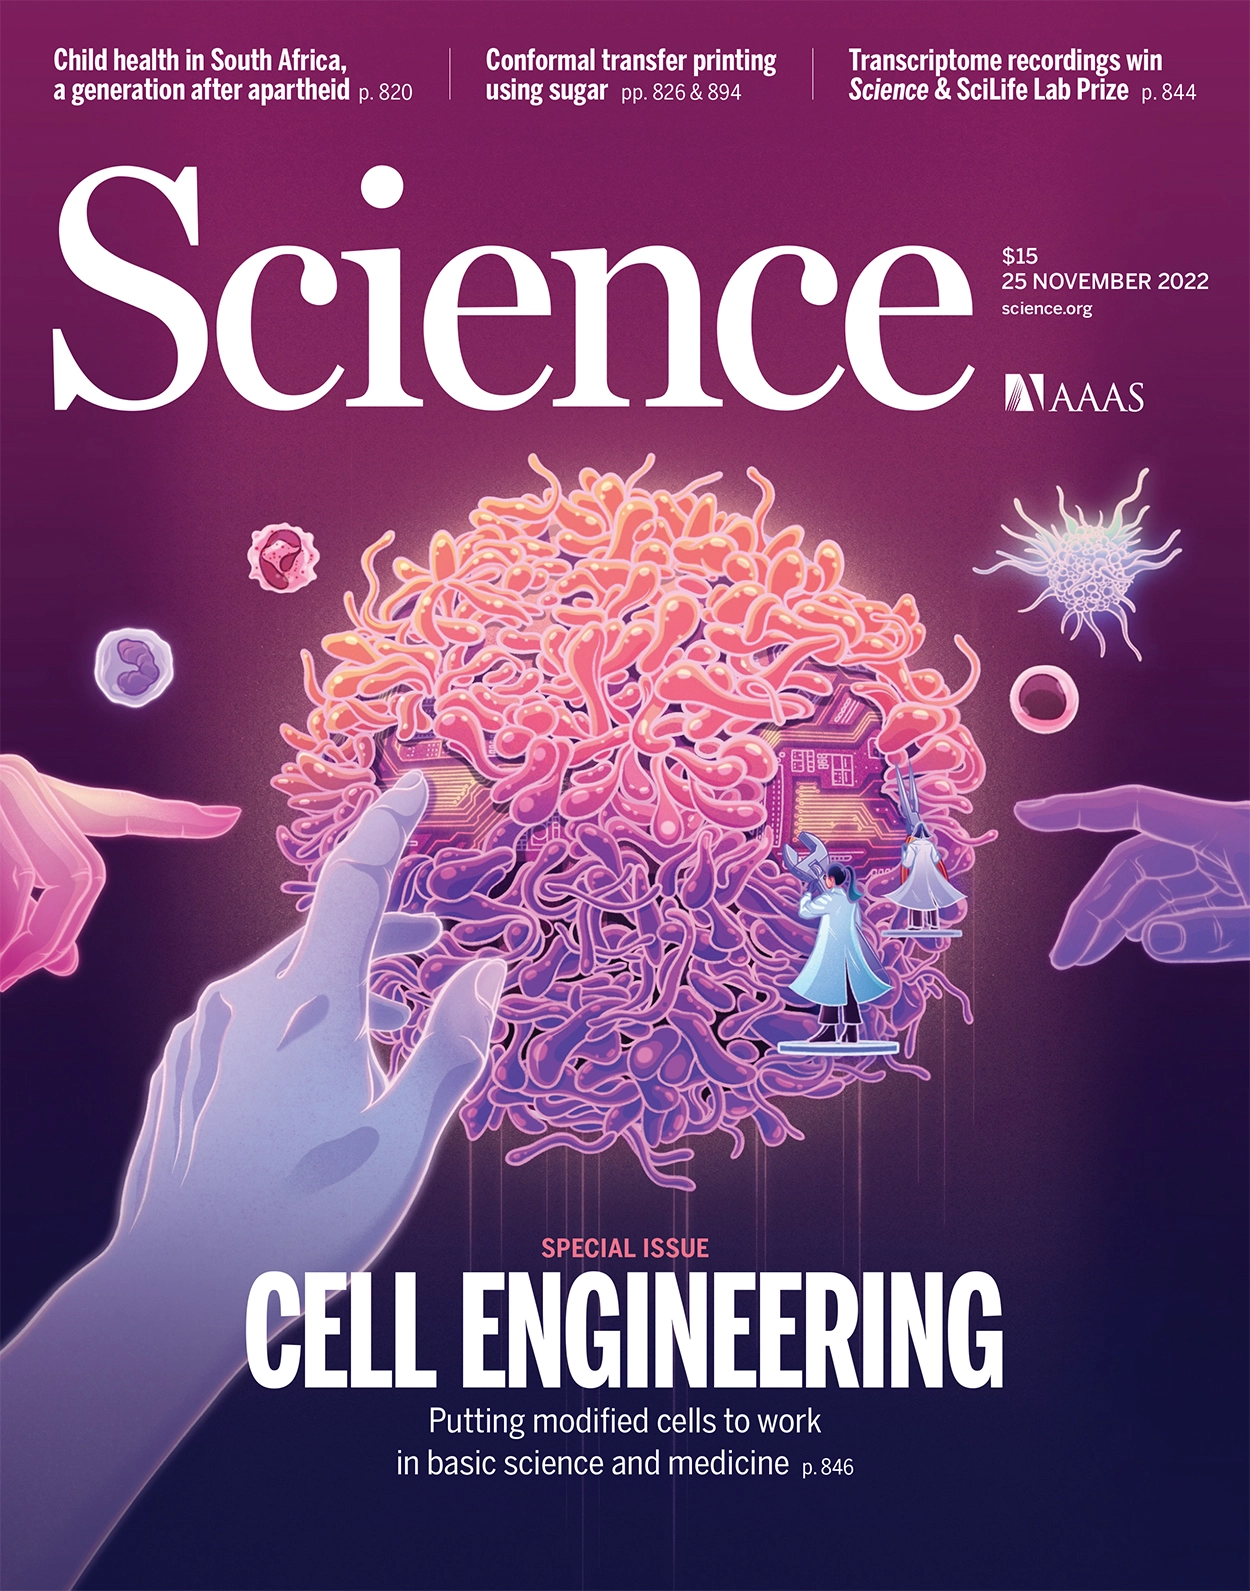 Child health in South Africa,
a generation after apartheid p. 820
Conformal transfer printing
using sugar pp. 826 & 894
Transcriptome recordings win
Science & SciLife Lab Prize p. 844
Science
$15
25 NOVEMBER 2022
science.org
AAAS
SPECIAL ISSUE
CELL ENGINEERING
Putting modified cells to work
in basic science and medicine p. 846